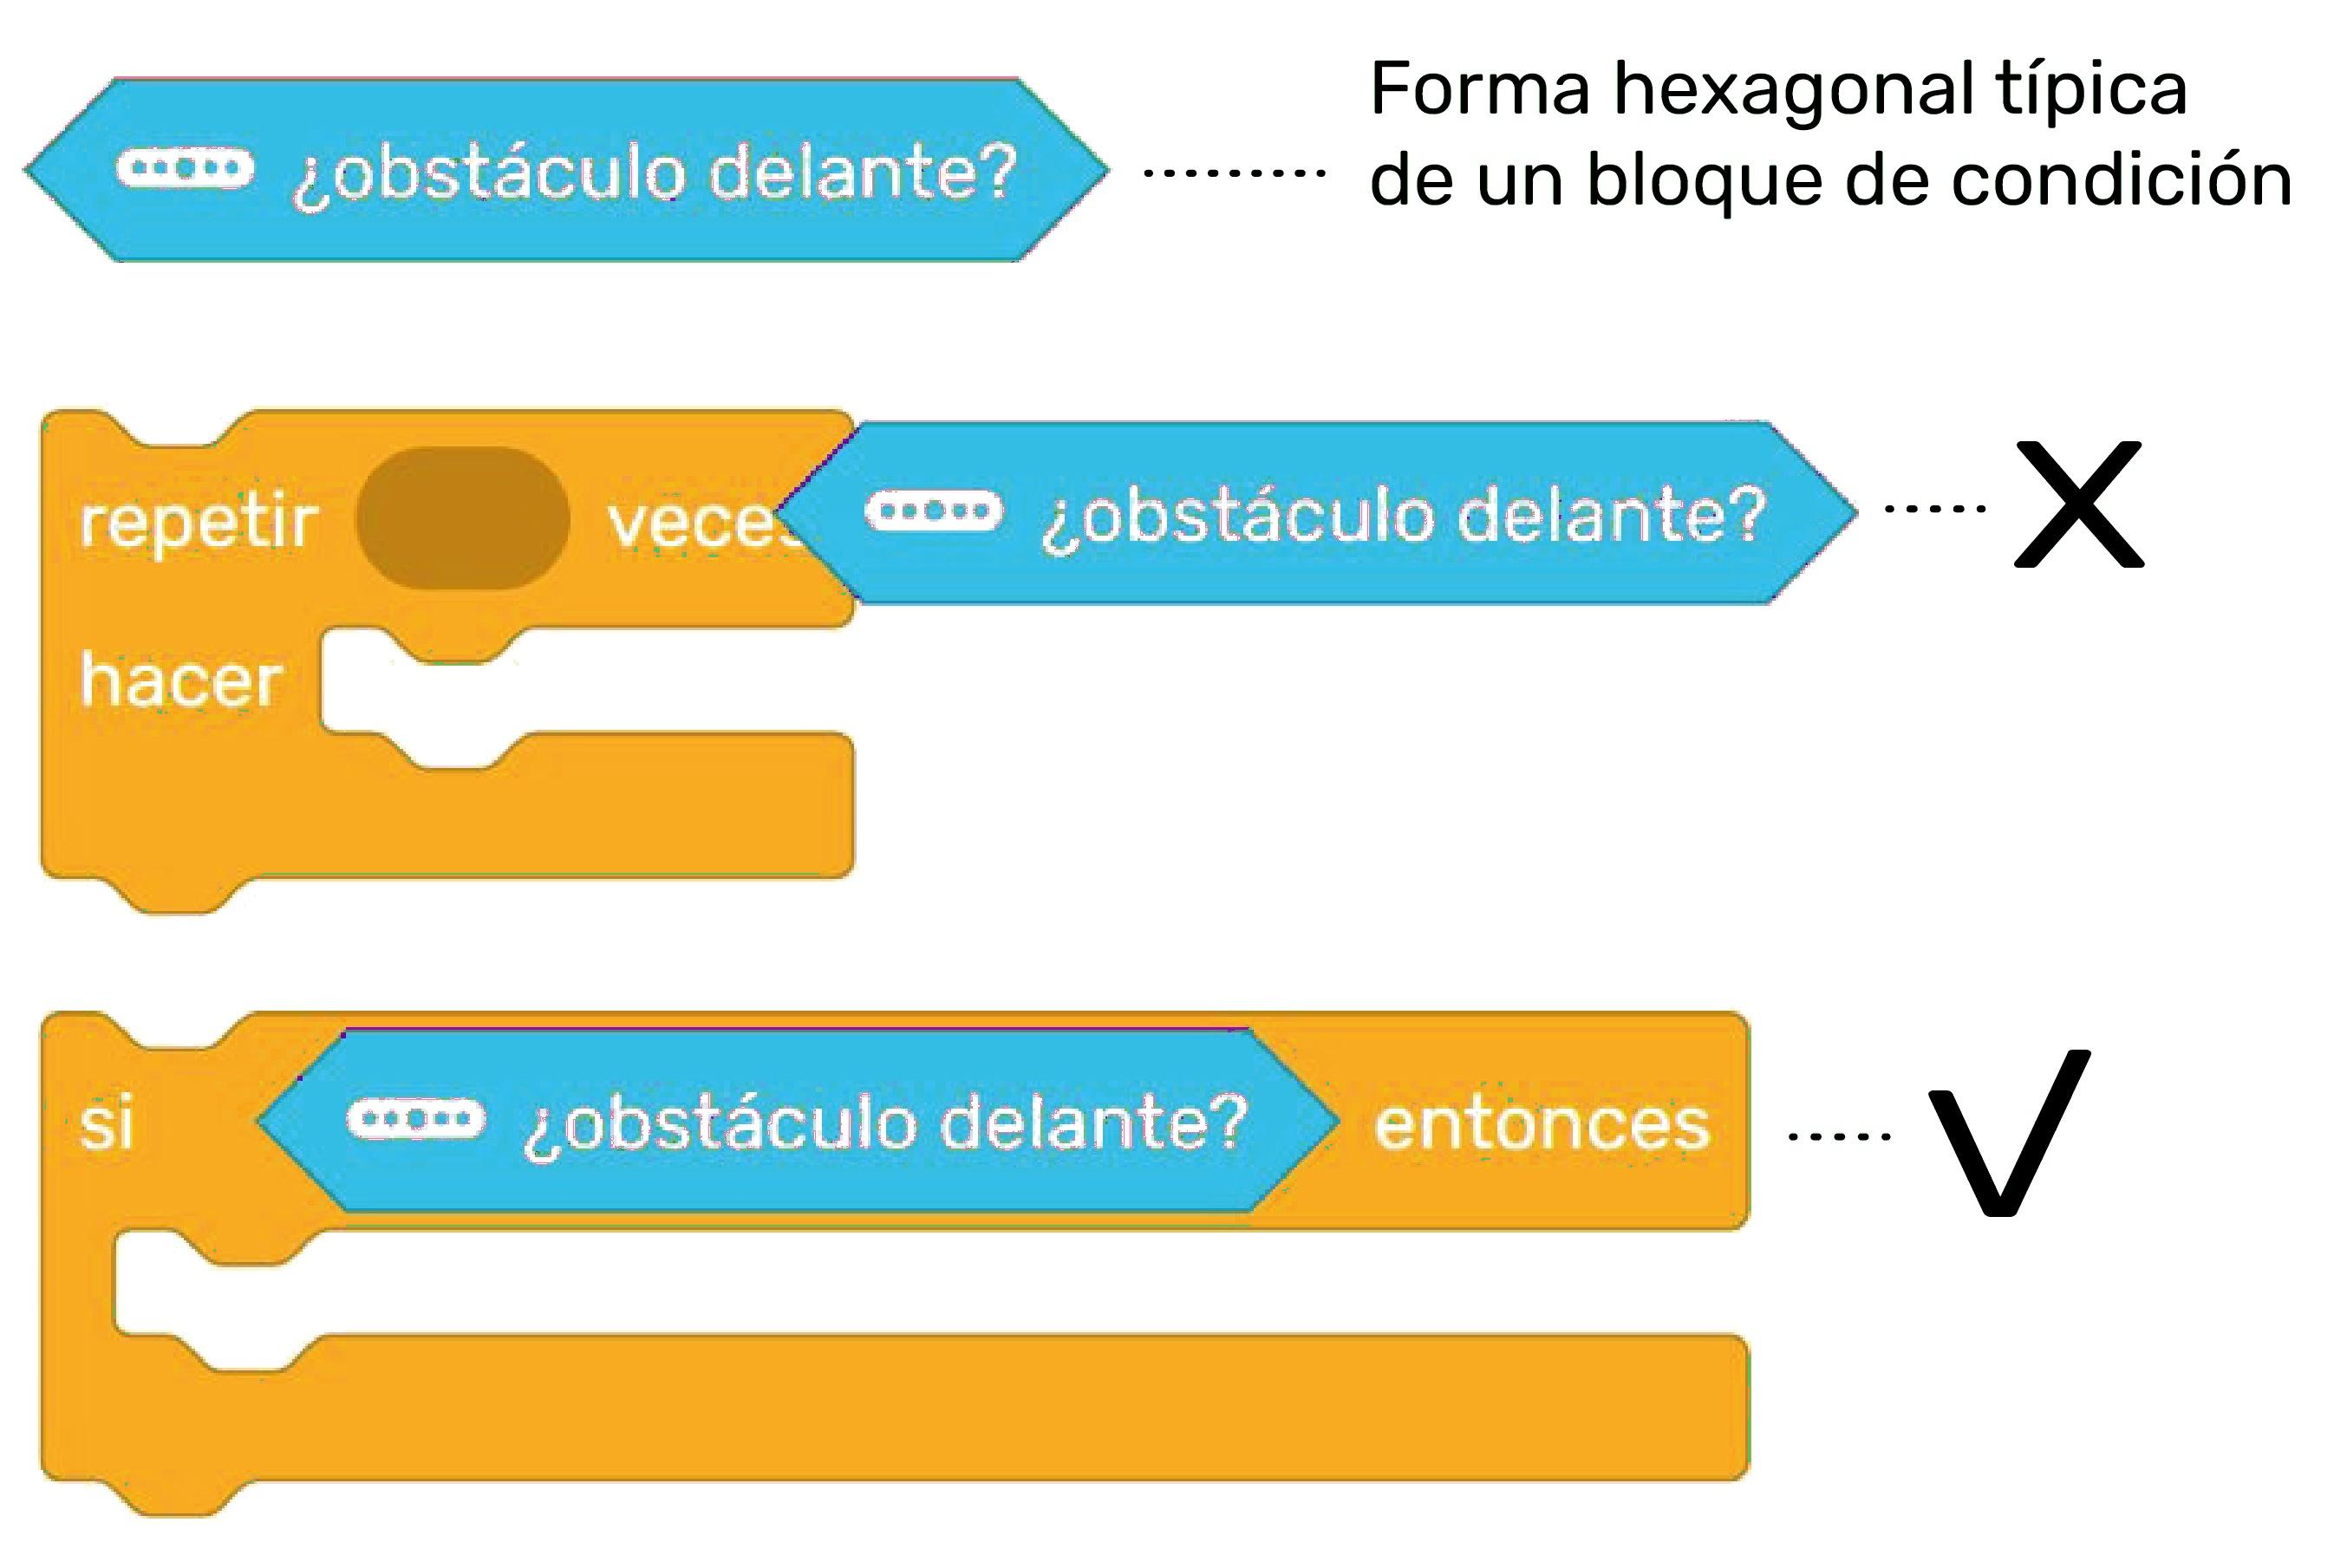 ¿obstáculo delante?
Forma hexagonal típica
de un bloque de condición
repetir veces ¿obstáculo delante? X
hacer
si ¿obstáculo delante? entonces